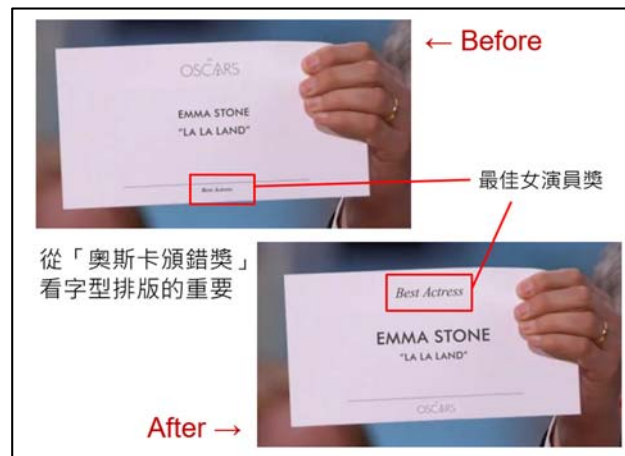 ← Before
THE
OSCARS
EMMA STONE
"LA LA LAND"
Best Actress
最佳女演員獎
從「奧斯卡頒錯獎」
看字型排版的重要
Best Actress
EMMA STONE
"LA LA LAND"
OSCARS
After →